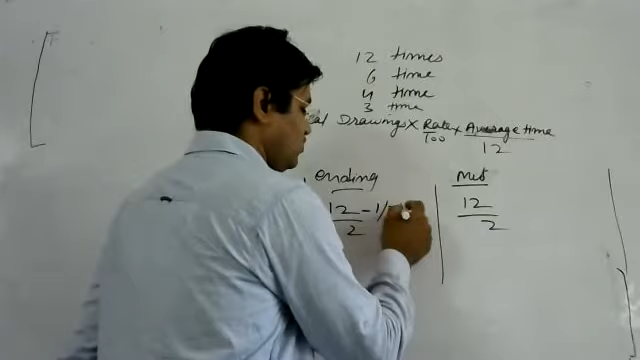 12 times
6 time
4 time
3 time
Drawings × Rate × Average time
100 12
ending Mid
12 - 1/ 12
2 2